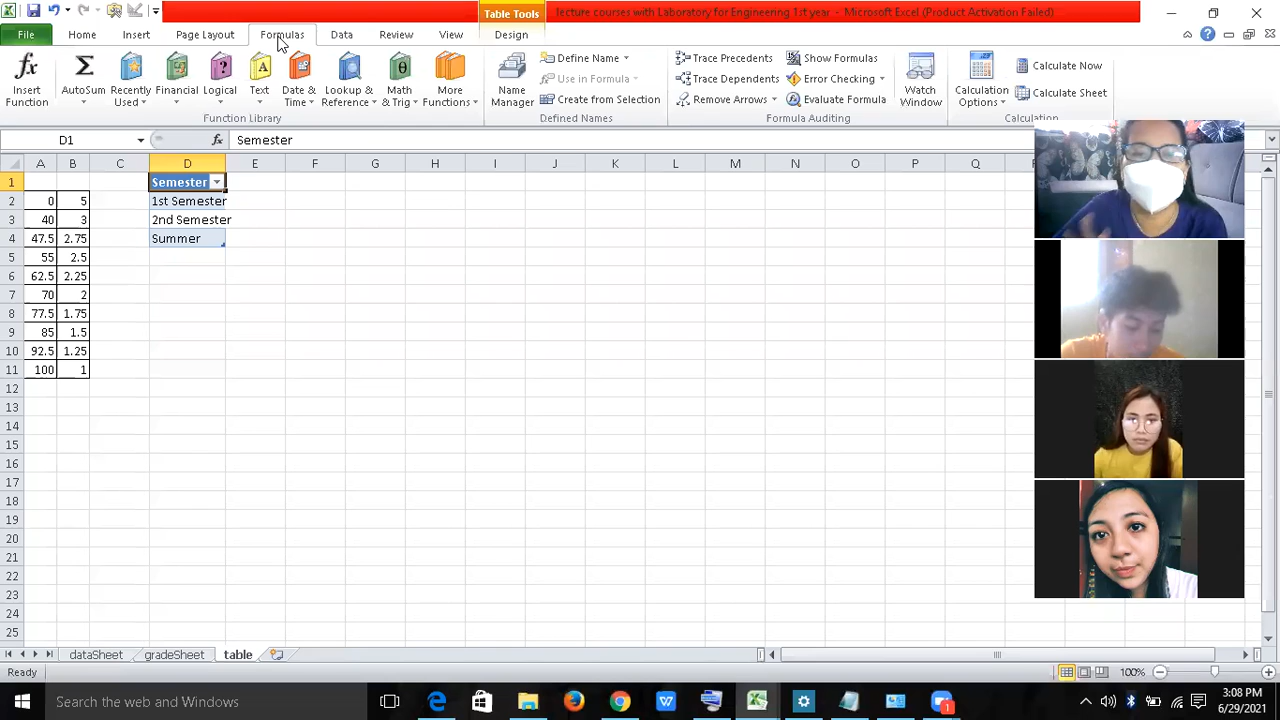 Table Tools
lecture courses with Laboratory for Engineering 1st year - Microsoft Excel (Product Activation Failed)
File Home Insert Page Layout Formulas Data Review View Design
Insert Function
AutoSum
Recently Used
Financial
Logical
Text
Date & Time
Lookup & Reference
Math & Trig
More Functions
Function Library
Name Manager
Define Name
Use in Formula
Create from Selection
Defined Names
Trace Precedents
Trace Dependents
Remove Arrows
Show Formulas
Error Checking
Evaluate Formula
Formula Auditing
Watch Window
Calculation Options
Calculate Now
Calculate Sheet
Calculation
D1 fx Semester
A B C D E F G H I J K L M N O P Q
1 Semester
2 0 5 1st Semester
3 40 3 2nd Semester
4 47.5 2.75 Summer
5 55 2.5
6 62.5 2.25
7 70 2
8 77.5 1.75
9 85 1.5
10 92.5 1.25
11 100 1
12
13
14
15
16
17
18
19
20
21
22
23
24
25
dataSheet gradeSheet table
Ready 100%
Search the web and Windows
1
3:08 PM
6/29/2021